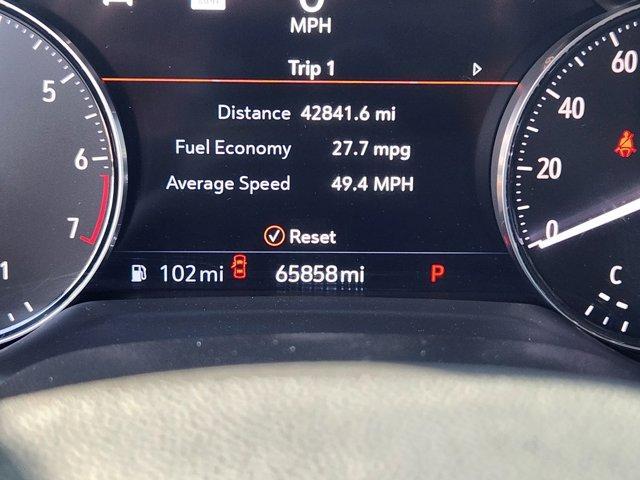 MPH
Trip 1
Distance 42841.6 mi
Fuel Economy 27.7 mpg
Average Speed 49.4 MPH
Reset
102 mi 65858 mi P
5
6
7
1
60
40
20
0
C